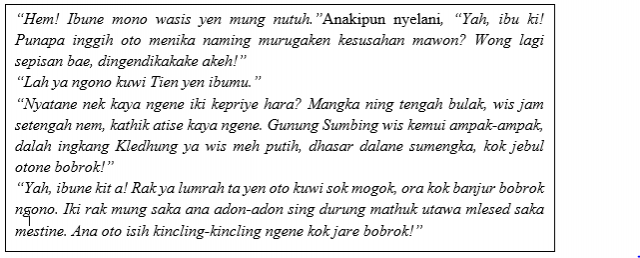 “Hem! Ibune mono wasis yen mung nutuh.”Anakipun nyelani, “Yah, ibu ki!
Punapa inggih oto menika naming murugaken kesusahan mawon? Wong lagi
sepisan bae, dingendikakake akeh!”
“Lah ya ngono kuwi Tien yen ibumu.”
“Nyatane nek kaya ngene iki kepriye hara? Mangka ning tengah bulak, wis jam
setengah nem, kathik atise kaya ngene. Gunung Sumbing wis kemui ampak-ampak,
dalah ingkang Kledhung ya wis meh putih, dhasar dalane sumengka, kok jebul
otone bobrok!”
“Yah, ibune kit a! Rak ya lumrah ta yen oto kuwi sok mogok, ora kok banjur bobrok
ngono. Iki rak mung saka ana adon-adon sing durung mathuk utawa mlesed saka
mestine. Ana oto isih kincling-kincling ngene kok jare bobrok!”